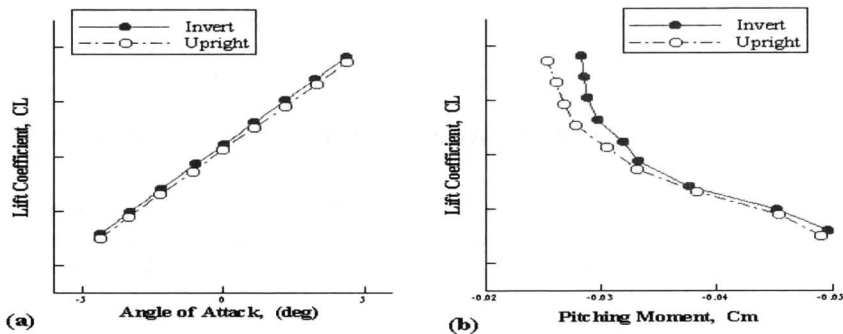 Invert
Upright
Lift Coefficient, CL
-3
0
3
Angle of Attack, (deg)
(a)
Invert
Upright
Lift Coefficient, CL
-0.02
-0.03
-0.04
-0.05
Pitching Moment, Cm
(b)